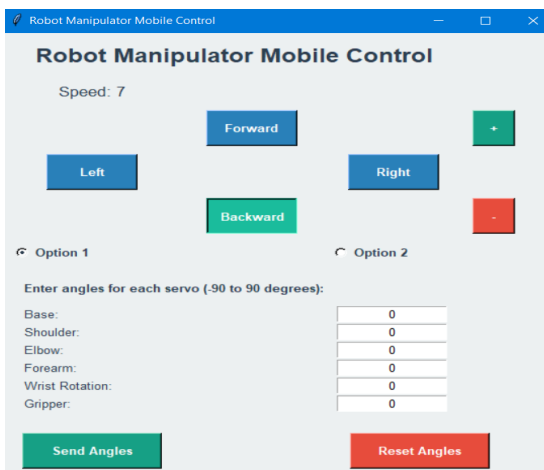 Robot Manipulator Mobile Control
Robot Manipulator Mobile Control
Speed: 7
Forward
+
Left
Right
Backward
-
Option 1
Option 2
Enter angles for each servo (-90 to 90 degrees):
Base: 0
Shoulder: 0
Elbow: 0
Forearm: 0
Wrist Rotation: 0
Gripper: 0
Send Angles
Reset Angles